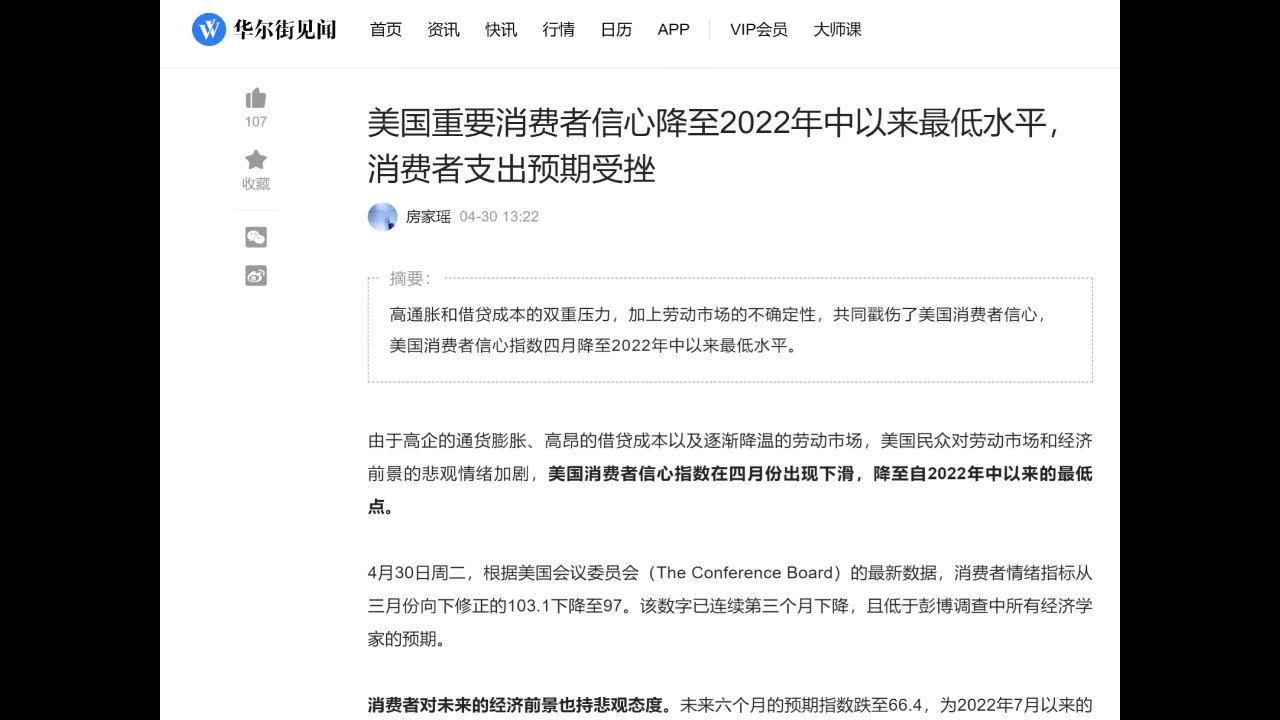 华尔街见闻 首页 资讯 快讯 行情 日历 APP VIP会员 大师课
107
收藏
美国重要消费者信心降至2022年中以来最低水平，
消费者支出预期受挫
房家瑶 04-30 13:22
摘要：
高通胀和借贷成本的双重压力，加上劳动市场的不确定性，共同戳伤了美国消费者信心，
美国消费者信心指数四月降至2022年中以来最低水平。
由于高企的通货膨胀、高昂的借贷成本以及逐渐降温的劳动市场，美国民众对劳动市场和经济
前景的悲观情绪加剧，美国消费者信心指数在四月份出现下滑，降至自2022年中以来的最低
点。
4月30日周二，根据美国会议委员会（The Conference Board）的最新数据，消费者情绪指标从
三月份向下修正的103.1下降至97。该数字已连续第三个月下降，且低于彭博调查中所有经济学
家的预期。
消费者对未来的经济前景也持悲观态度。未来六个月的预期指数跌至66.4，为2022年7月以来的